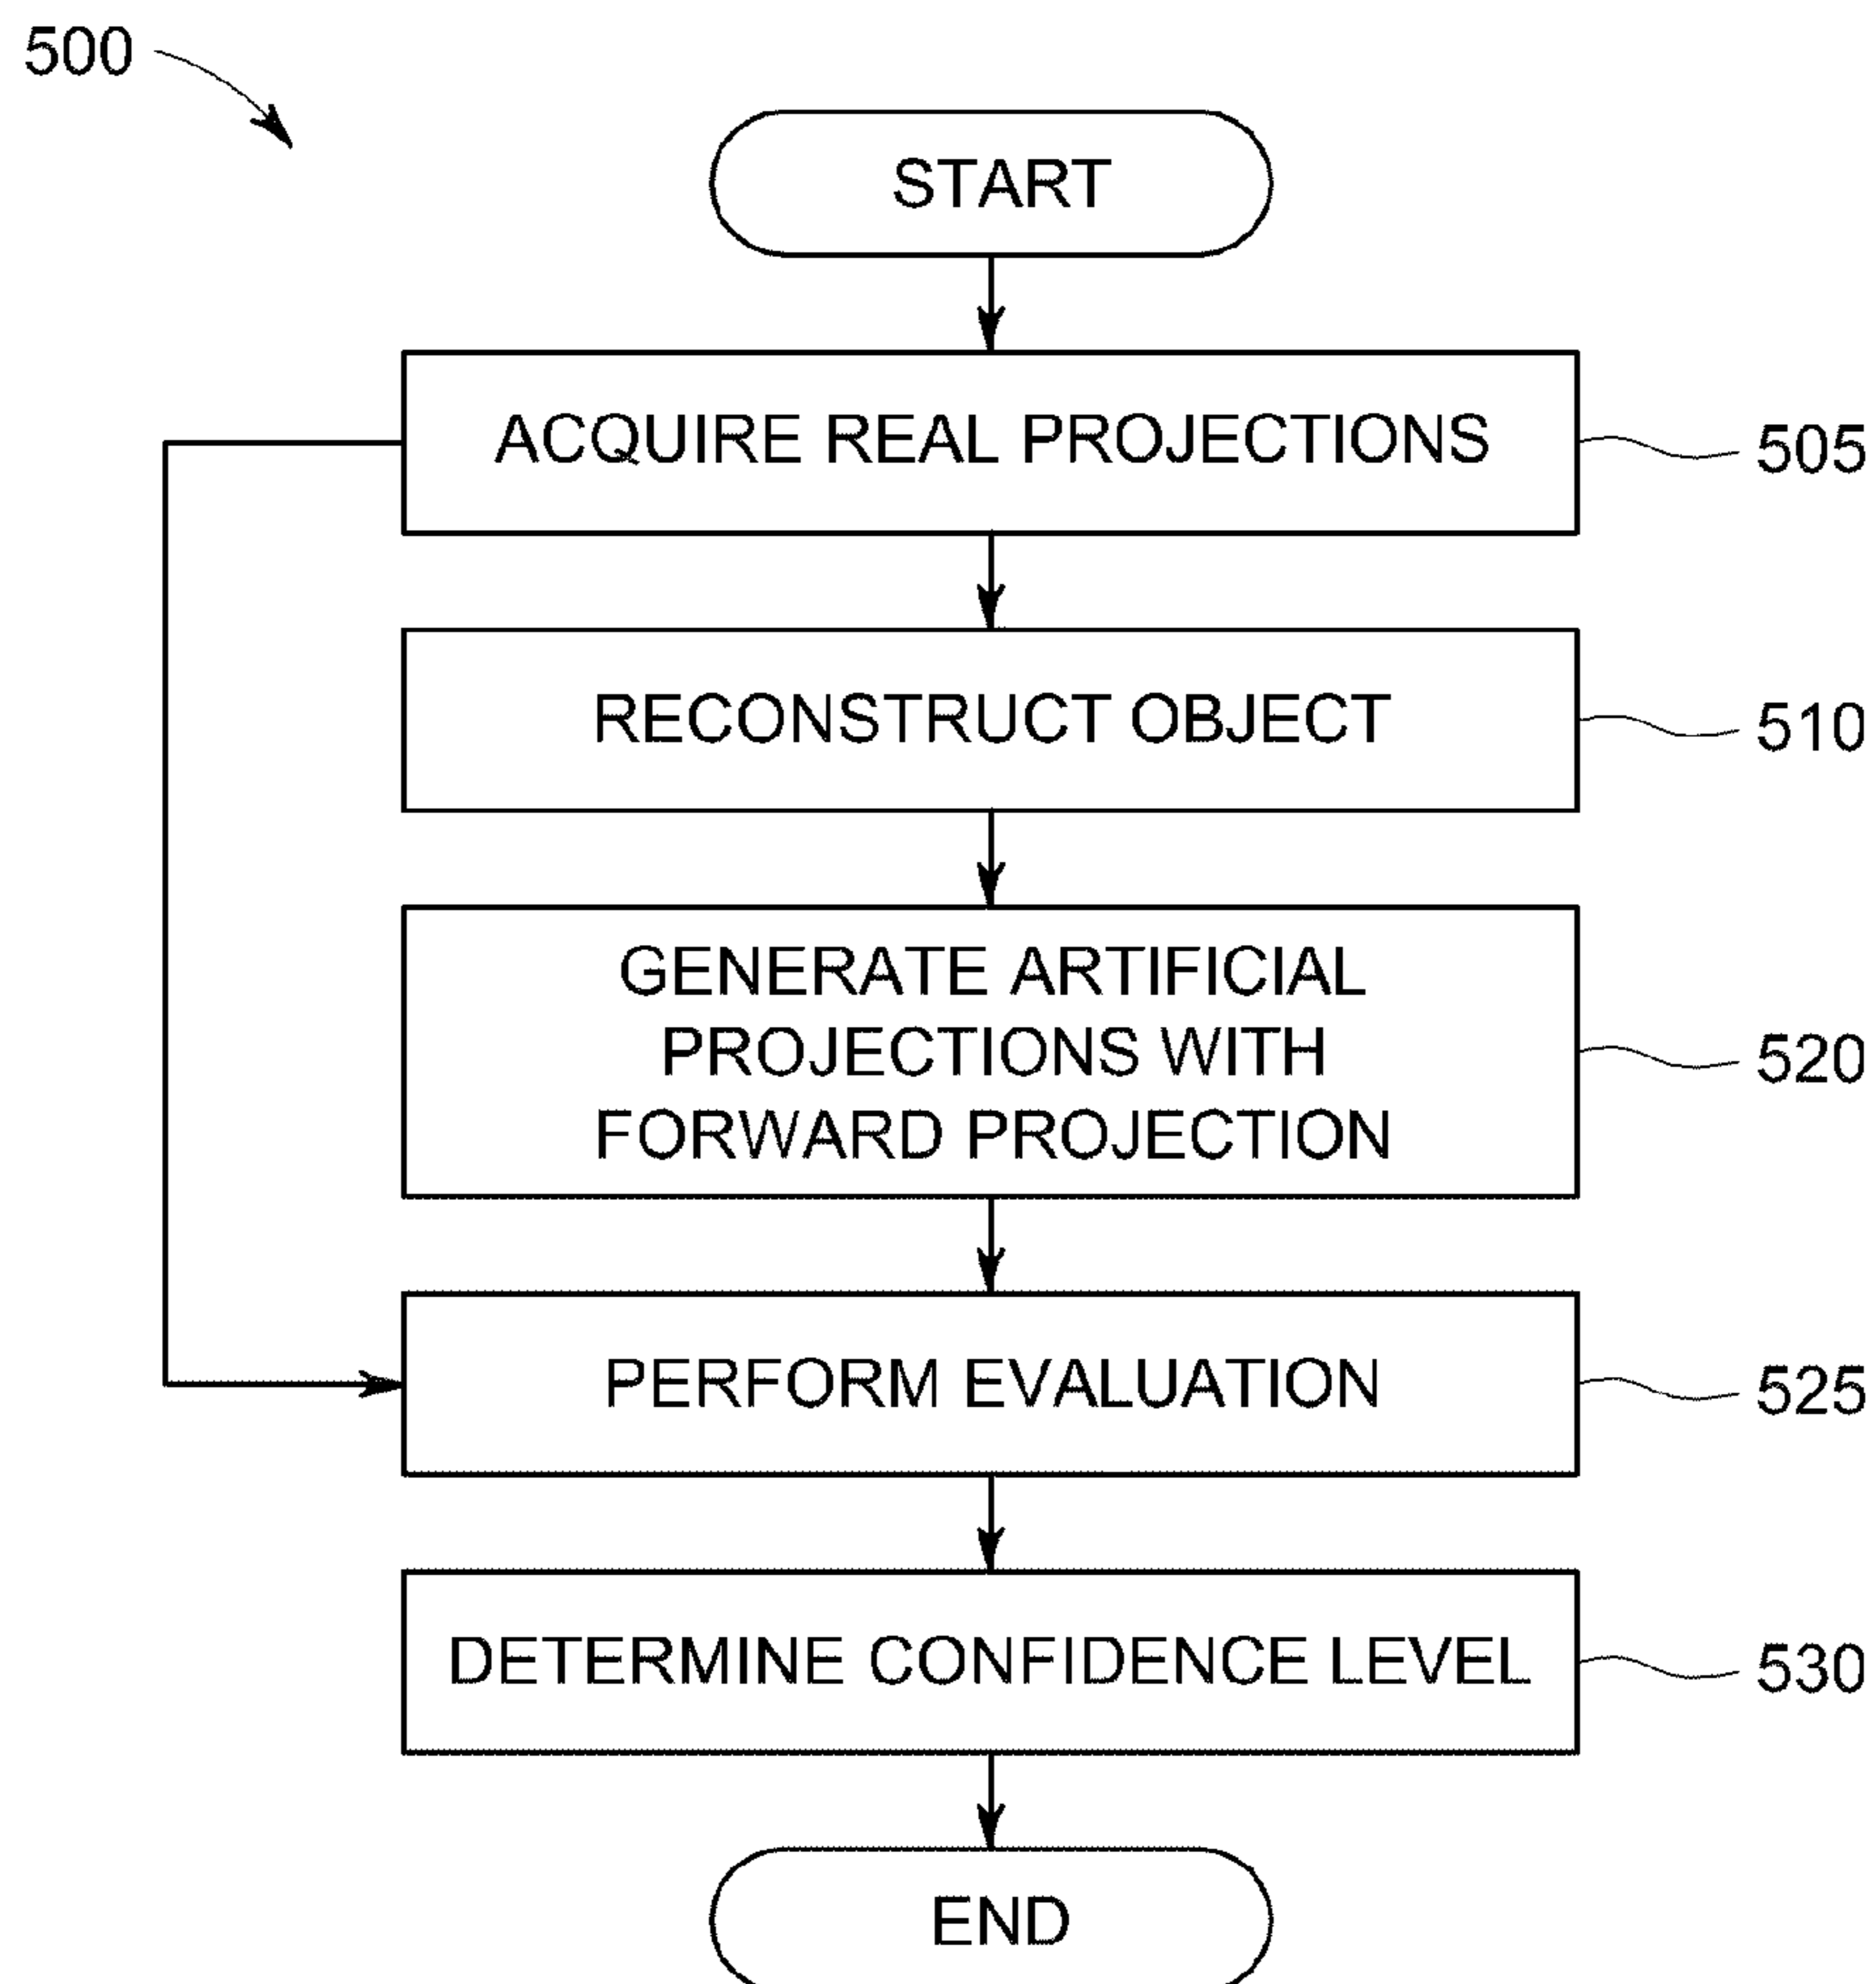 500
START
ACQUIRE REAL PROJECTIONS
505
RECONSTRUCT OBJECT
510
GENERATE ARTIFICIAL
PROJECTIONS WITH
FORWARD PROJECTION
520
PERFORM EVALUATION
525
DETERMINE CONFIDENCE LEVEL
530
END